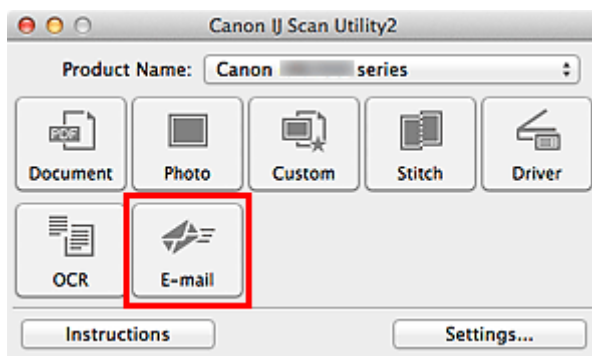 Canon IJ Scan Utility2
Product Name: Canon series
PDF
Document Photo Custom Stitch Driver
OCR E-mail
Instructions Settings...